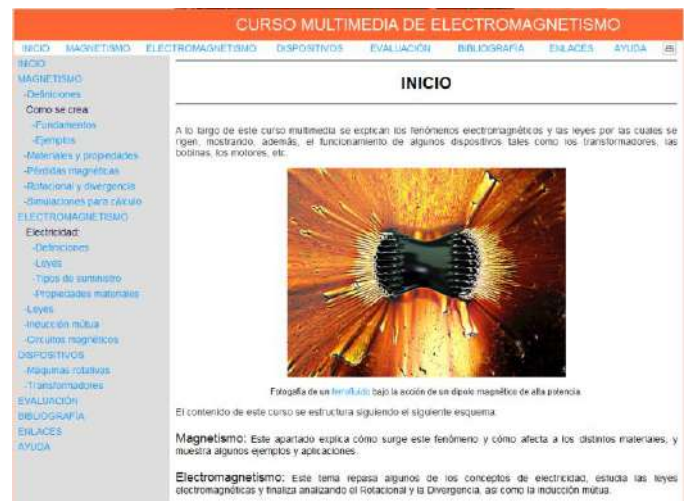 CURSO MULTIMEDIA DE ELECTROMAGNETISMO
INICIO MAGNETISMO ELECTROMAGNETISMO DISPOSITIVOS EVALUACIÓN BIBLIOGRAFÍA ENLACES AYUDA
INICIO
MAGNETISMO
-Definiciones
Como se crea:
-Fundamentos
-Ejemplos
-Materiales y propiedades
-Pérdidas magnéticas
-Rotacional y divergencia
-Simulaciones para cálculo
ELECTROMAGNETISMO
Electricidad:
-Definiciones
-Leyes
-Tipos de suministro
-Propiedades materiales
-Leyes
-Inducción mútua
-Circuitos magnéticos
DISPOSITIVOS
-Máquinas rotativas
-Transformadores
EVALUACIÓN
BIBLIOGRAFÍA
ENLACES
AYUDA
INICIO
A lo largo de este curso multimedia se explican los fenómenos electromagnéticos y las leyes por las cuales se
rigen, mostrando, además, el funcionamiento de algunos dispositivos tales como los transformadores, las
bobinas, los motores, etc.
Fotografía de un ferrofluido bajo la acción de un dipolo magnético de alta potencia
El contenido de este curso se estructura siguiendo el siguiente esquema:
Magnetismo: Este apartado explica cómo surge este fenómeno y cómo afecta a los distintos materiales, y
muestra algunos ejemplos y aplicaciones.
Electromagnetismo: Este tema repasa algunos de los conceptos de electricidad, estudia las leyes
electromagnéticas y finaliza analizando el Rotacional y la Divergencia, así como la inducción mútua.